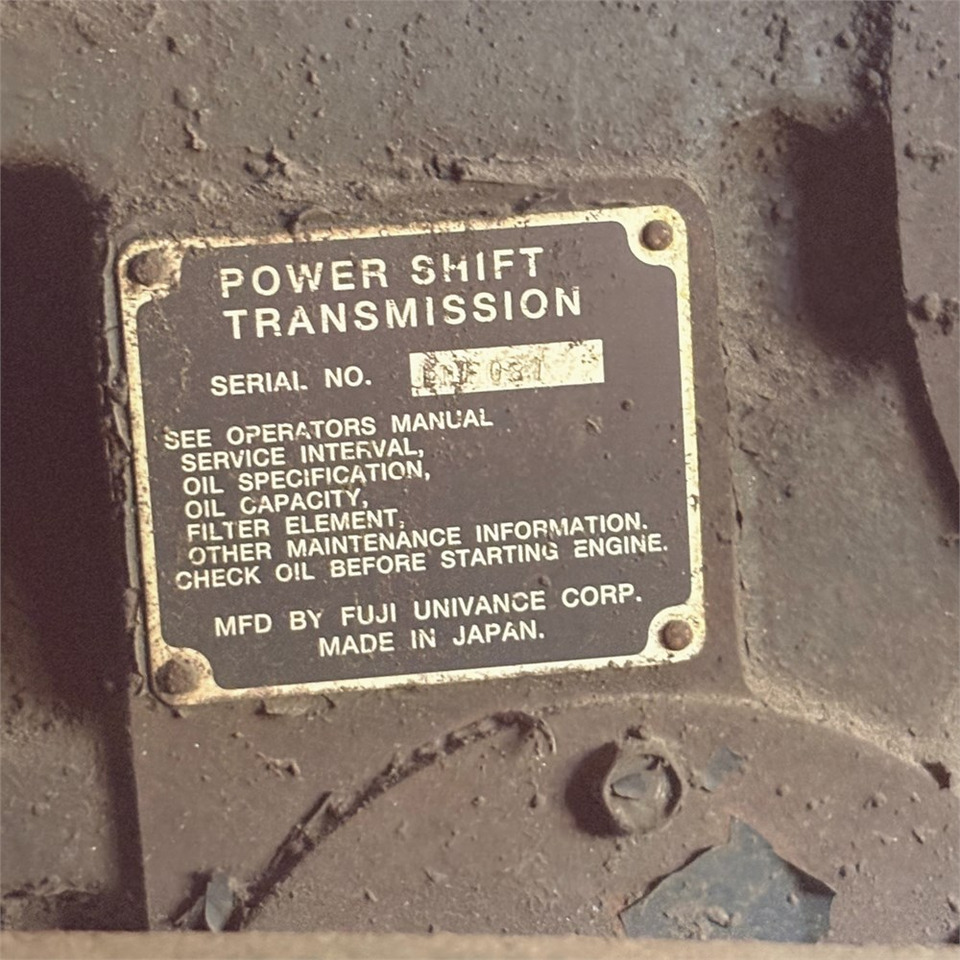 POWER SHIFT
TRANSMISSION
SERIAL NO.
SEE OPERATORS MANUAL
SERVICE INTERVAL,
OIL SPECIFICATION,
OIL CAPACITY,
FILTER ELEMENT,
OTHER MAINTENANCE INFORMATION.
CHECK OIL BEFORE STARTING ENGINE.
MFD BY FUJI UNIVANCE CORP.
MADE IN JAPAN.